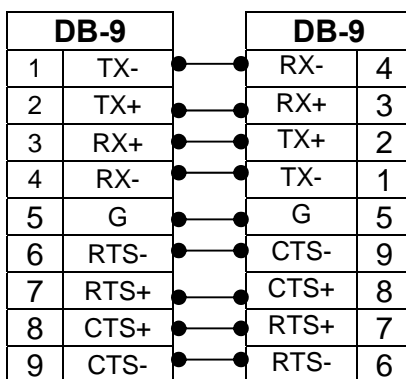 DB-9 DB-9
1 TX- RX- 4
2 TX+ RX+ 3
3 RX+ TX+ 2
4 RX- TX- 1
5 G G 5
6 RTS- CTS- 9
7 RTS+ CTS+ 8
8 CTS+ RTS+ 7
9 CTS- RTS- 6